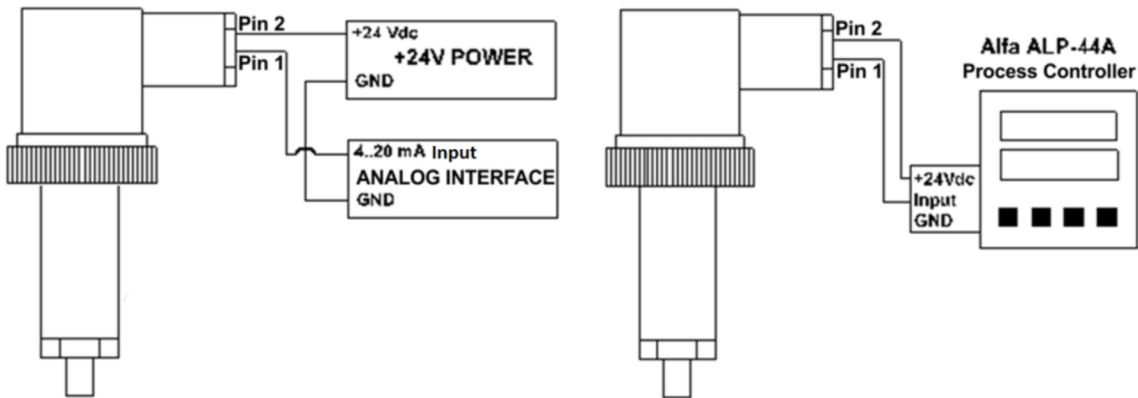 Pin 2
Pin 1
+24 Vdc
+24V POWER
GND
4..20 mA Input
ANALOG INTERFACE
GND
Pin 2
Pin 1
Alfa ALP-44A
Process Controller
+24Vdc
Input
GND